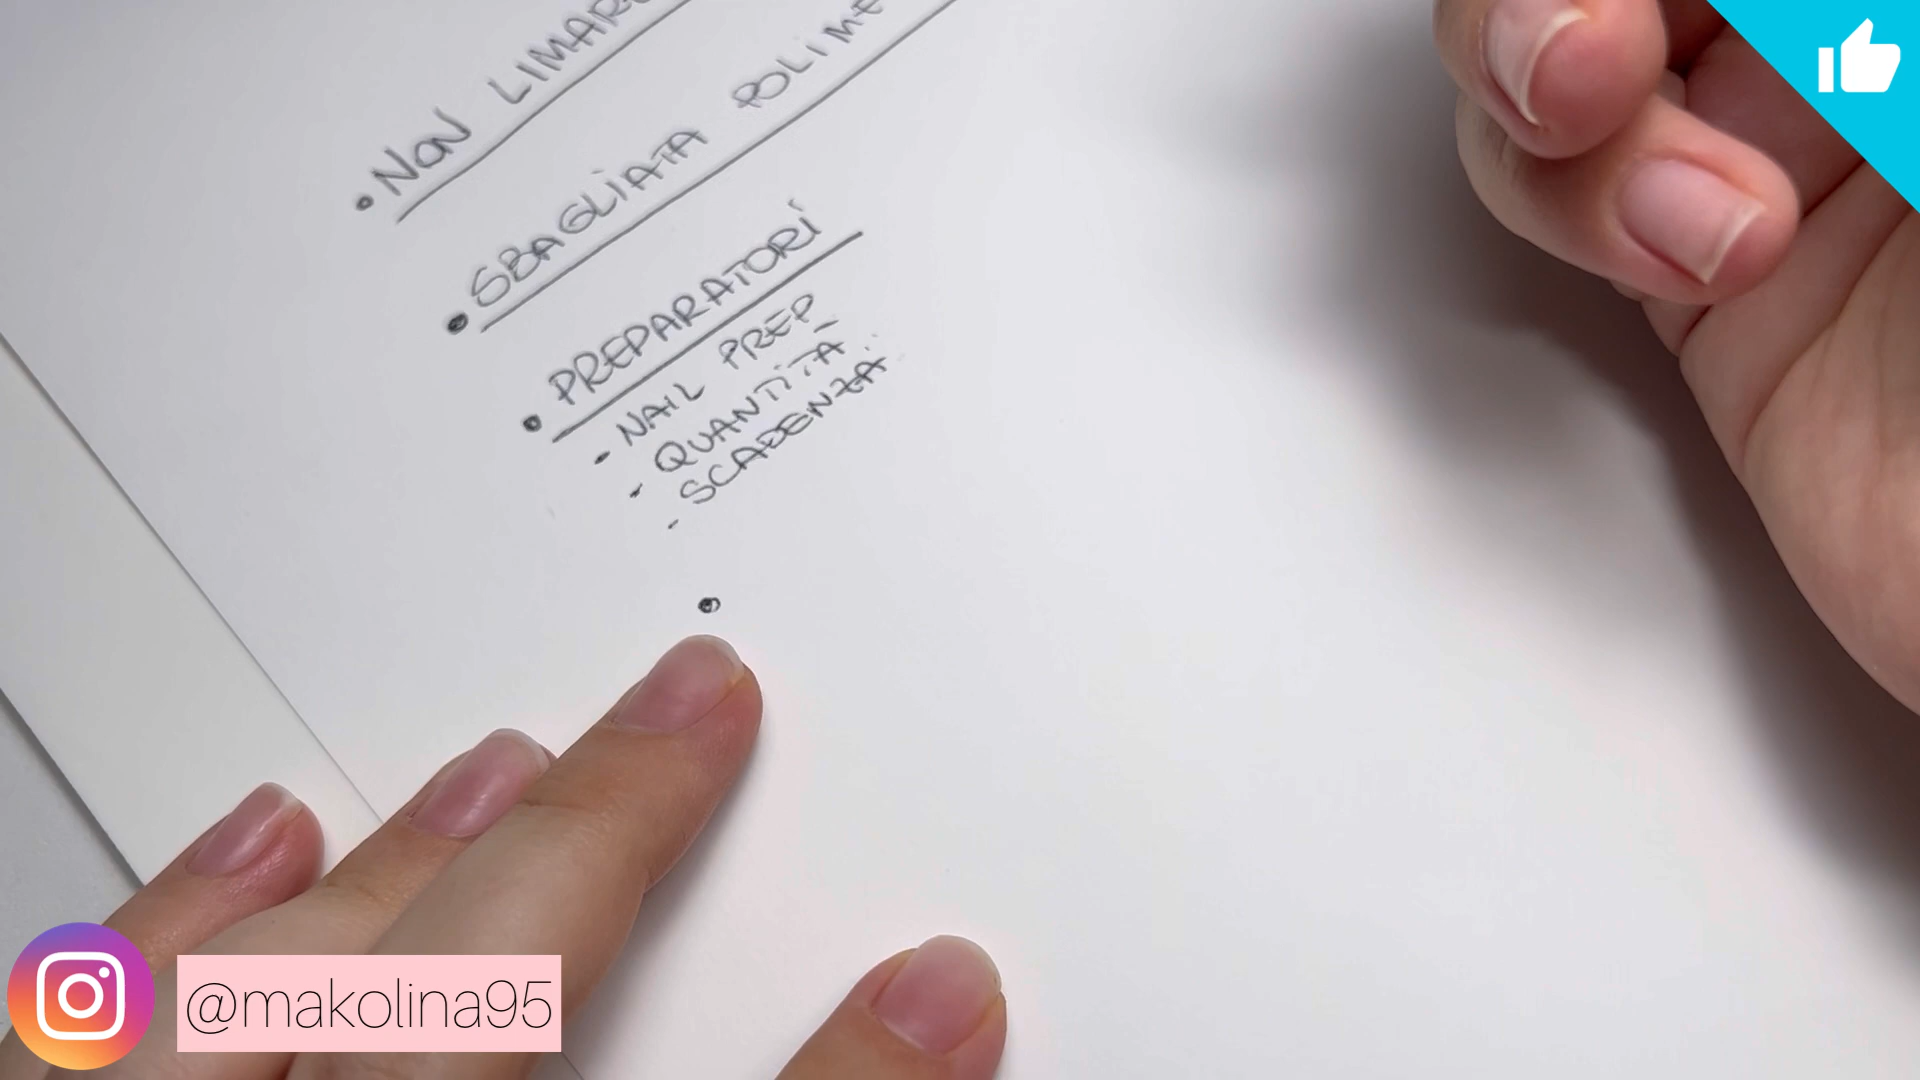 • NON LIMARE
• SBAGLIATA POLIME
• PREPARATORI
- NAIL PREP
- QUANTITÀ
- SCADENZA
•
@makolina95